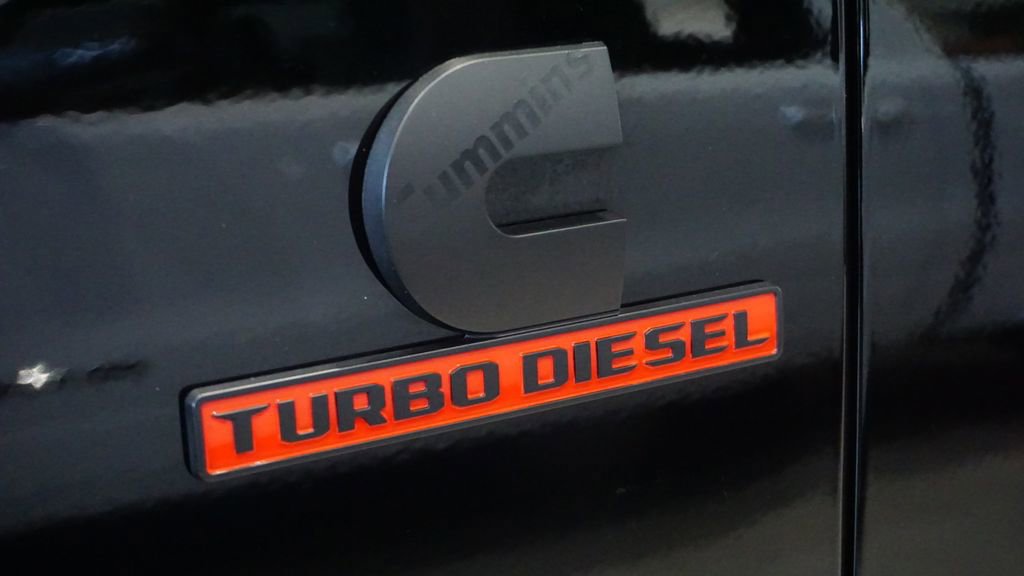 Cummins
TURBO DIESEL